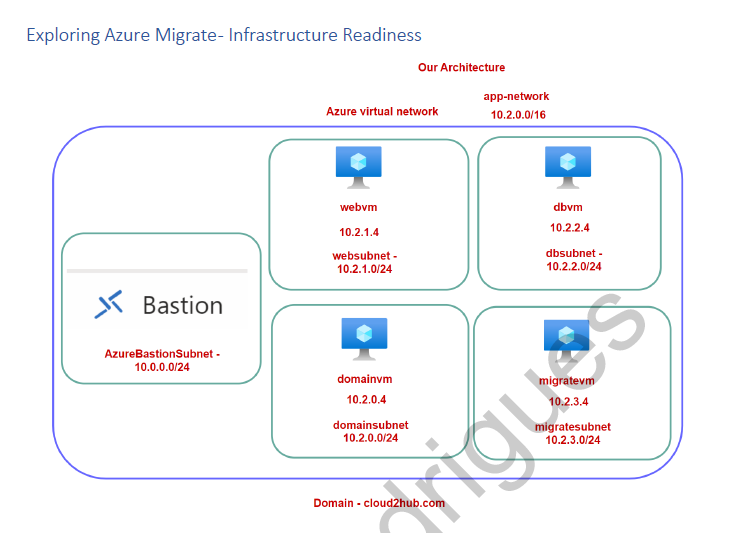 Exploring Azure Migrate- Infrastructure Readiness
Our Architecture
Azure virtual network
app-network
10.2.0.0/16
webvm
10.2.1.4
websubnet -
10.2.1.0/24
dbvm
10.2.2.4
dbsubnet -
10.2.2.0/24
Bastion
AzureBastionSubnet -
10.0.0.0/24
domainvm
10.2.0.4
domainsubnet
10.2.0.0/24
migratevm
10.2.3.4
migratesubnet
10.2.3.0/24
Domain - cloud2hub.com
drigues